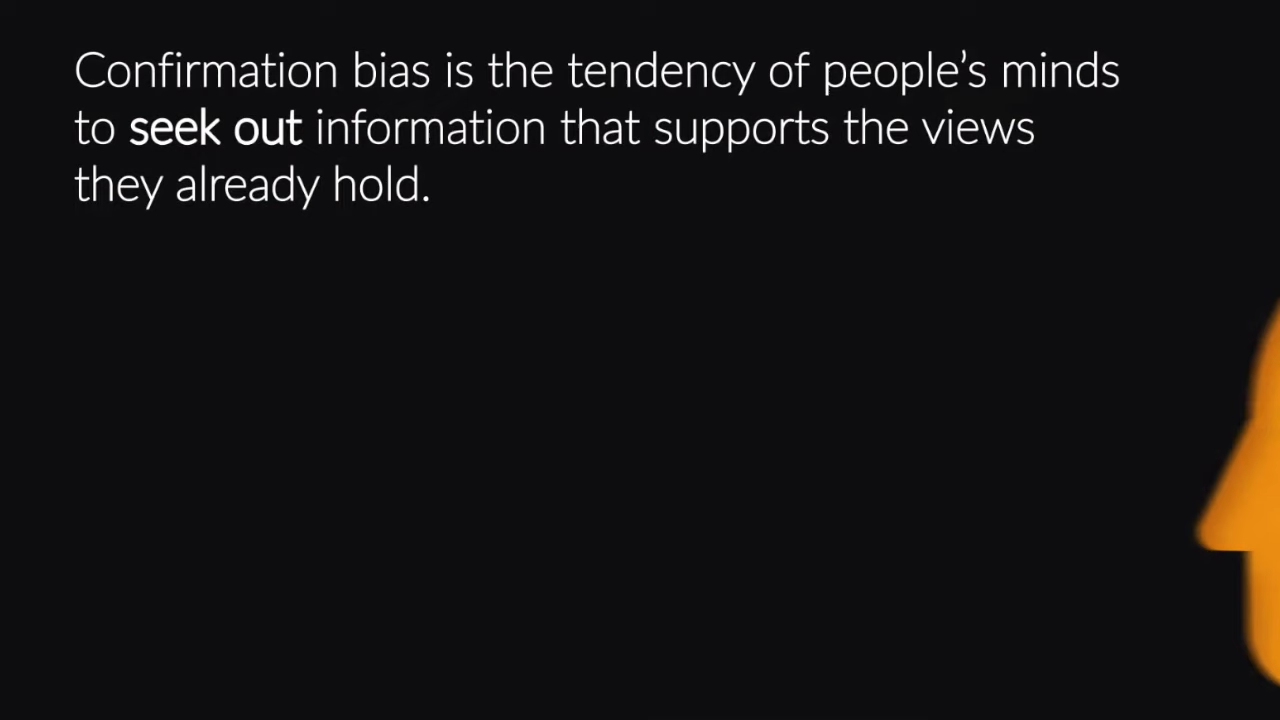 Confirmation bias is the tendency of people’s minds
to seek out information that supports the views
they already hold.